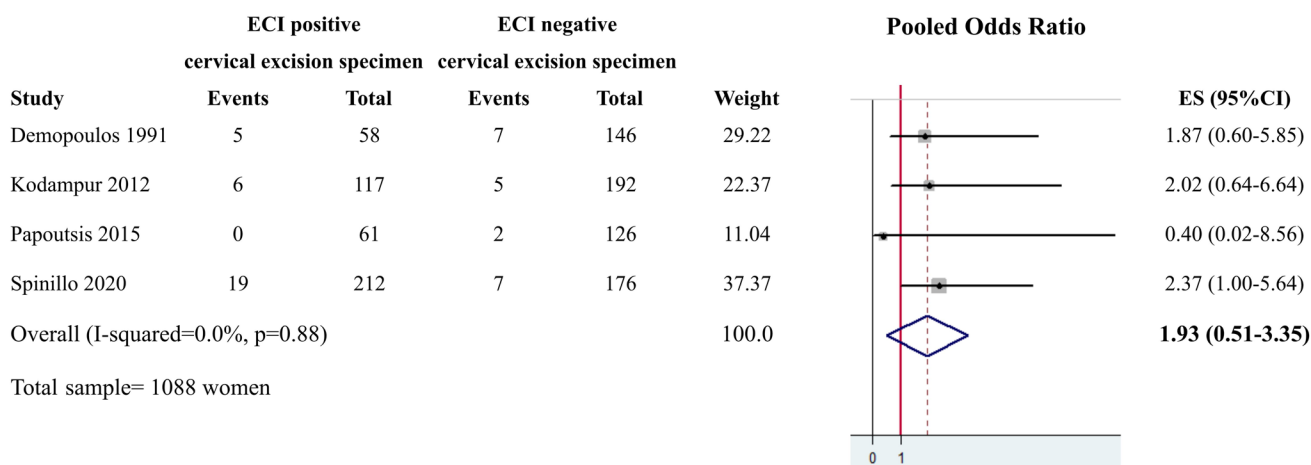 ECI positive ECI negative Pooled Odds Ratio
cervical excision specimen cervical excision specimen
Study Events Total Events Total Weight ES (95%CI)
Demopoulos 1991 5 58 7 146 29.22 1.87 (0.60-5.85)
Kodampur 2012 6 117 5 192 22.37 2.02 (0.64-6.64)
Papoutsis 2015 0 61 2 126 11.04 0.40 (0.02-8.56)
Spinillo 2020 19 212 7 176 37.37 2.37 (1.00-5.64)
Overall (I-squared=0.0%, p=0.88) 100.0 1.93 (0.51-3.35)
Total sample= 1088 women
0 1